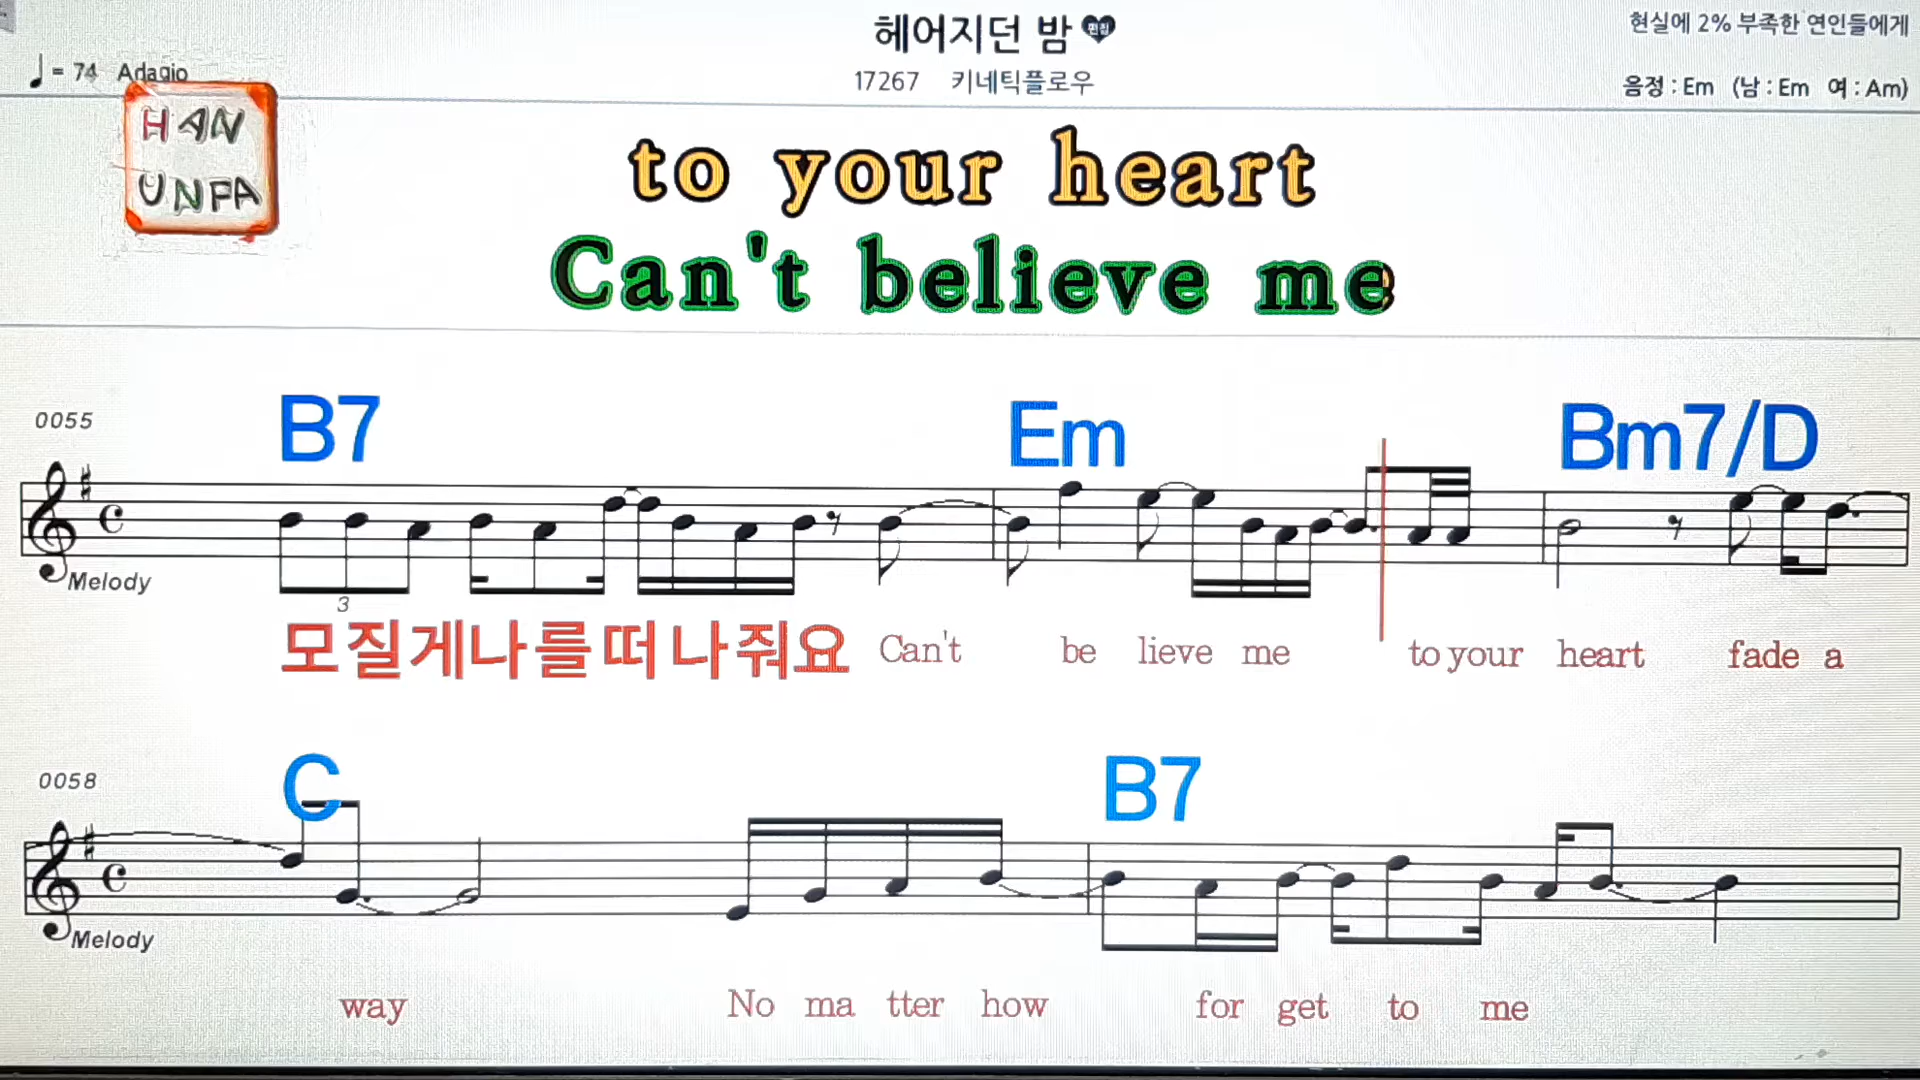 헤어지던 밤 편집
현실에 2% 부족한 연인들에게
= 74 Adagio
17267 키네틱플로우
음정 : Em (남 : Em 여 : Am)
HAN
UNFA
to your heart
Can't believe me
0055
B7 Em Bm7/D
Melody
3
모질게나를떠나줘요 Can't be lieve me to your heart fade a
0058
C B7
Melody
way No ma tter how for get to me